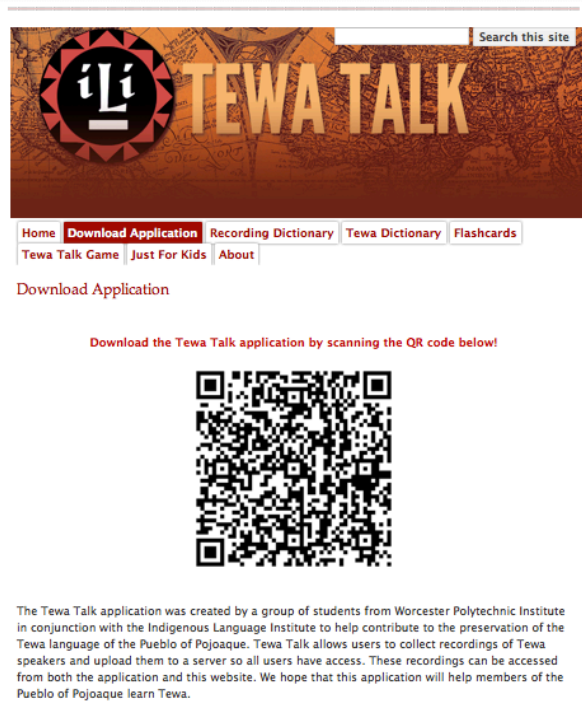 Search this site
iLi
TEWA TALK
Home Download Application Recording Dictionary Tewa Dictionary Flashcards
Tewa Talk Game Just For Kids About
Download Application
Download the Tewa Talk application by scanning the QR code below!
The Tewa Talk application was created by a group of students from Worcester Polytechnic Institute
in conjunction with the Indigenous Language Institute to help contribute to the preservation of the
Tewa language of the Pueblo of Pojoaque. Tewa Talk allows users to collect recordings of Tewa
speakers and upload them to a server so all users have access. These recordings can be accessed
from both the application and this website. We hope that this application will help members of the
Pueblo of Pojoaque learn Tewa.